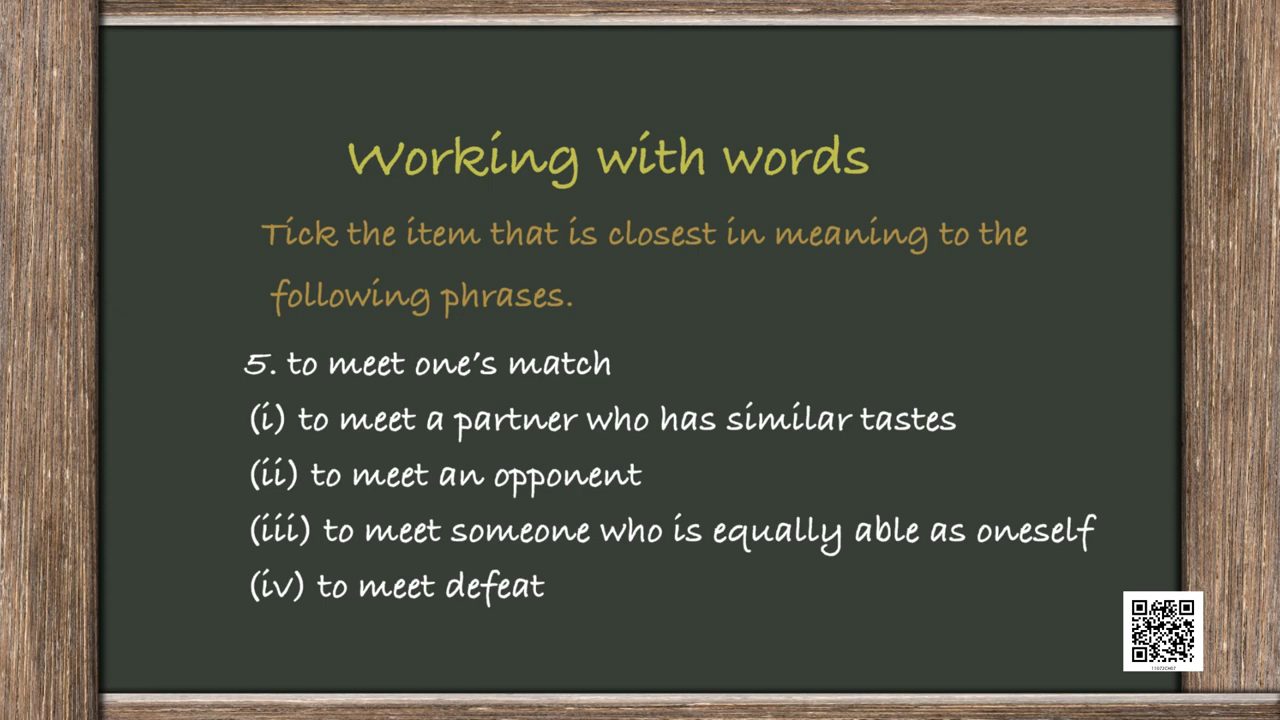 Working with words
Tick the item that is closest in meaning to the
following phrases.
5. to meet one's match
(i) to meet a partner who has similar tastes
(ii) to meet an opponent
(iii) to meet someone who is equally able as oneself
(iv) to meet defeat